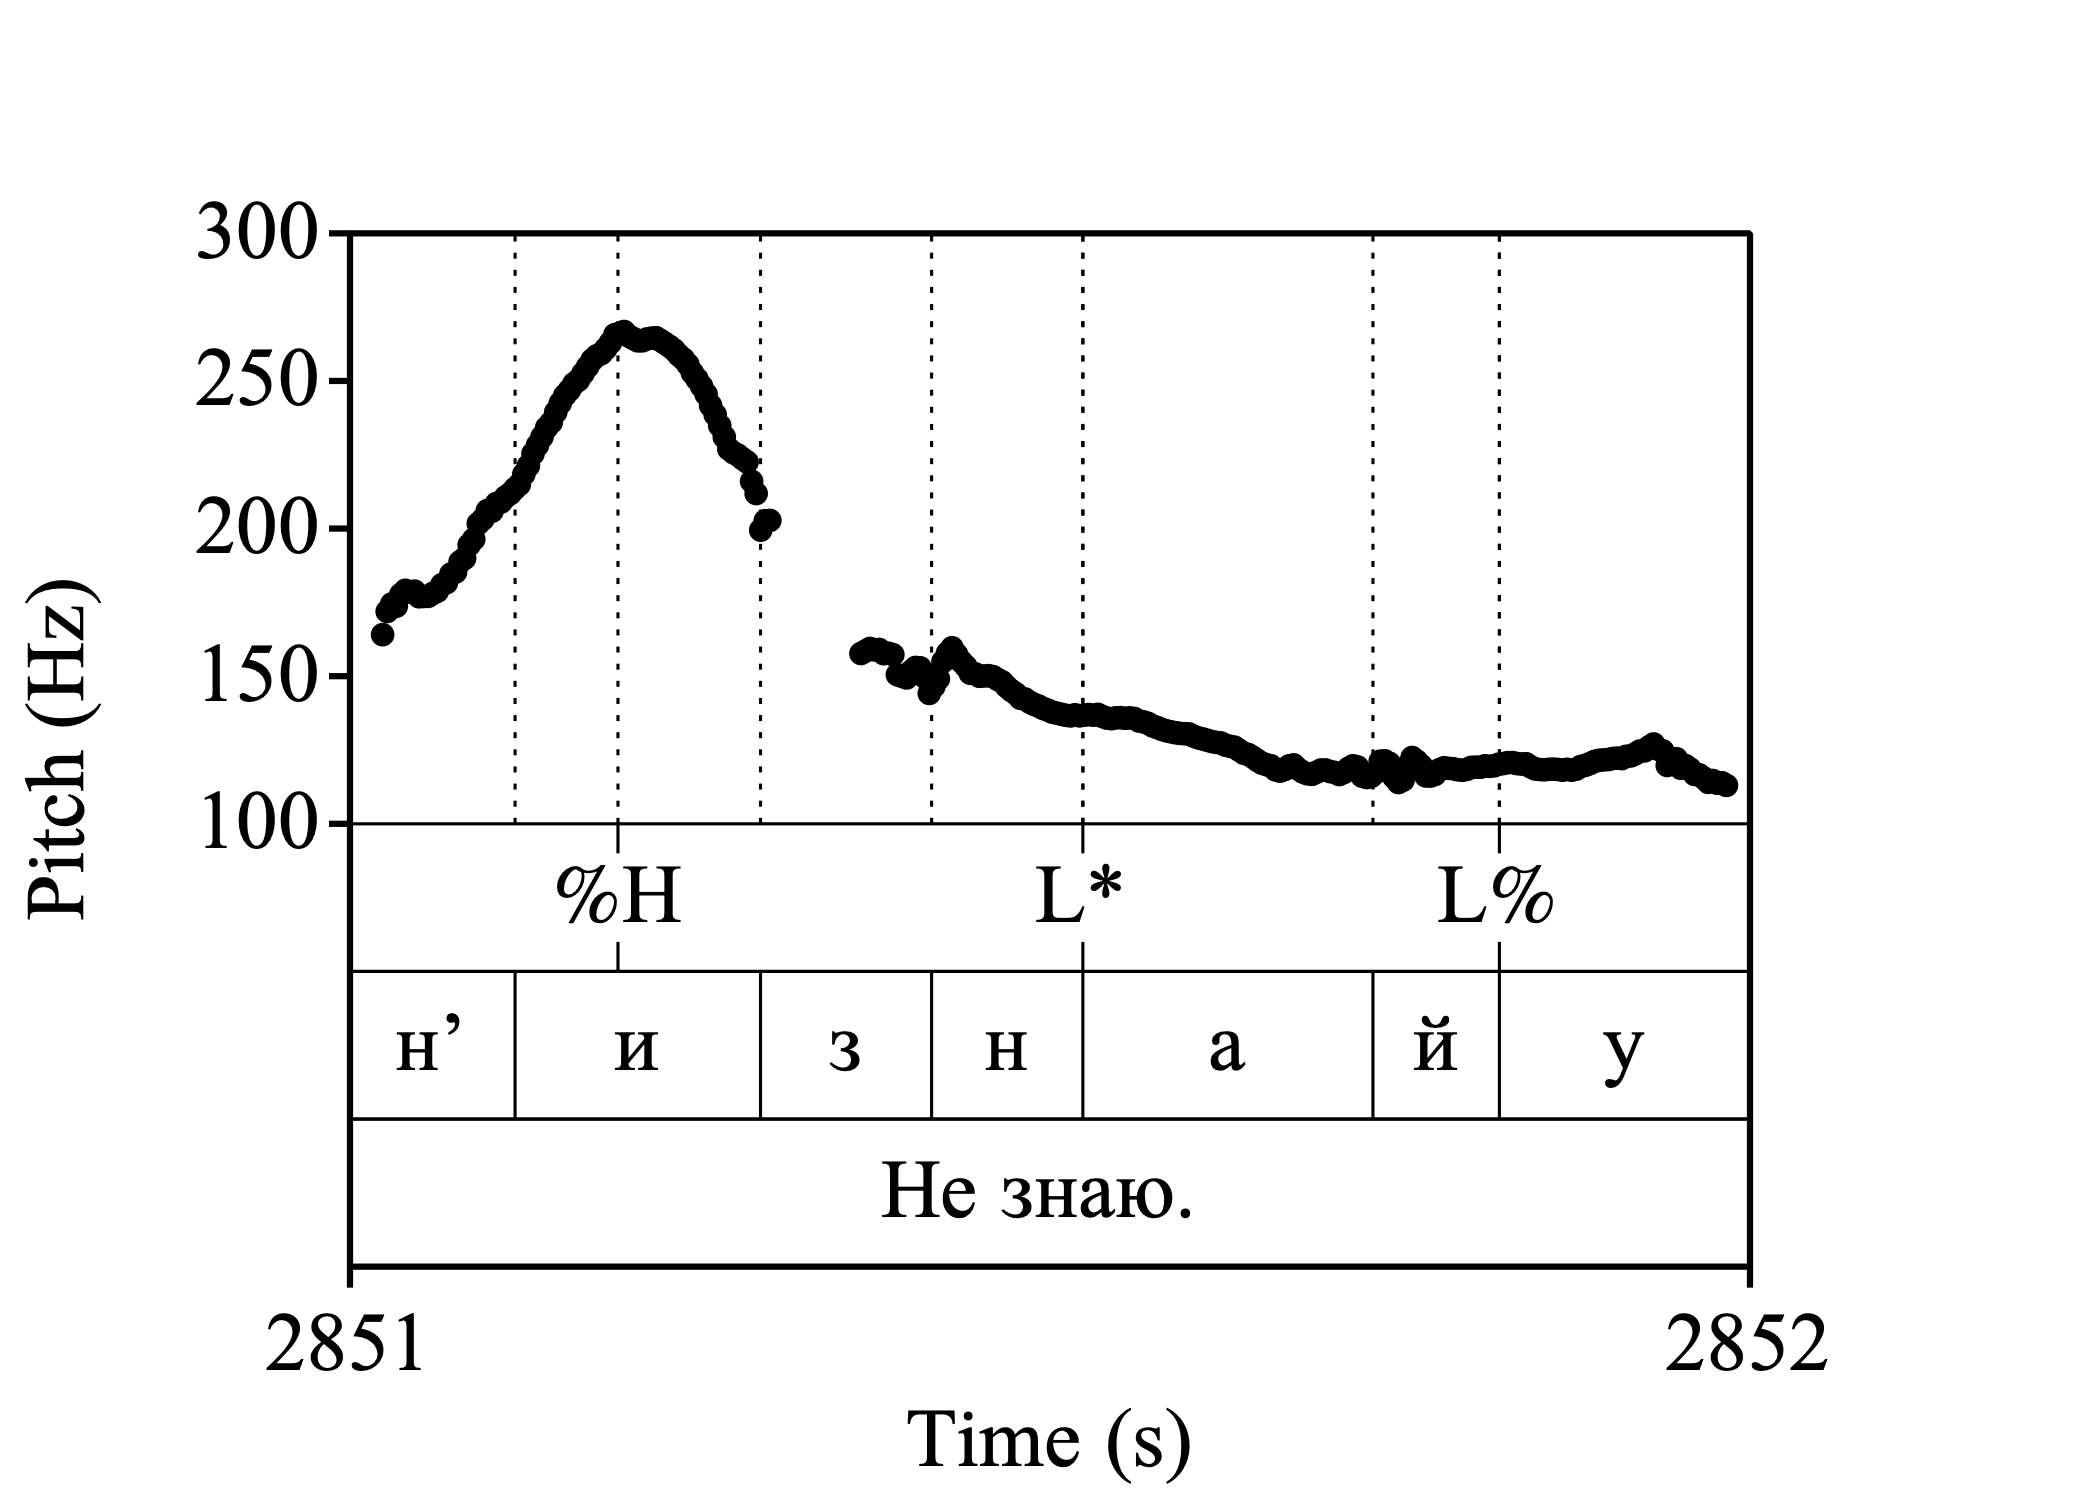 300
250
200
150
100
Pitch (Hz)
%H L* L%
н’ и з н а й у
Не знаю.
2851 2852
Time (s)